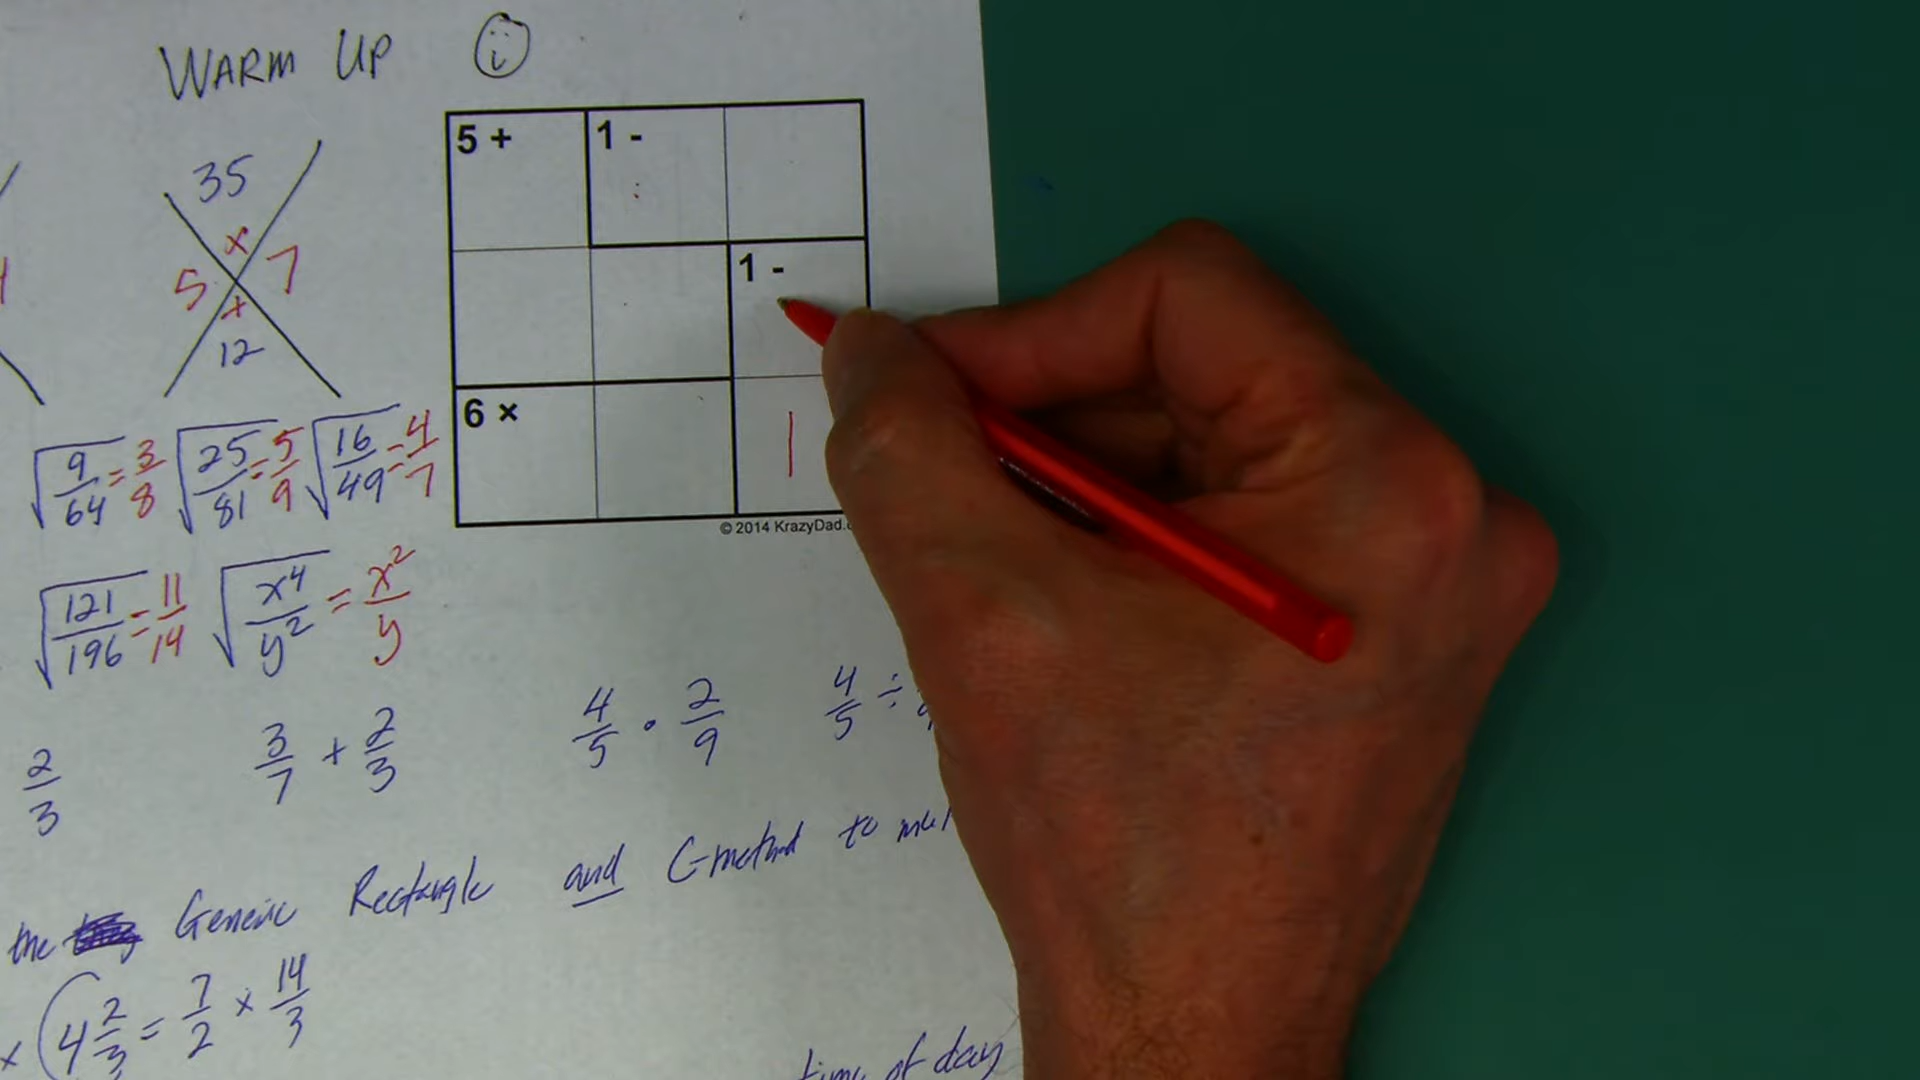 WARM UP
5 + 1 -
35
×
5 7
+
12
1 -
6 ×
1
© 2014 KrazyDad.
√9/64 = 3/8 √25/81 = 5/9 √16/49 = 4/7
√121/196 = 11/14 √x⁴/y² = x²/y
2/3 3/7 + 2/3 4/5 · 2/9 4/5 ÷
the Generic Rectangle and G-method to mul
× (4 2/3 = 7/2 × 14/3
time of day